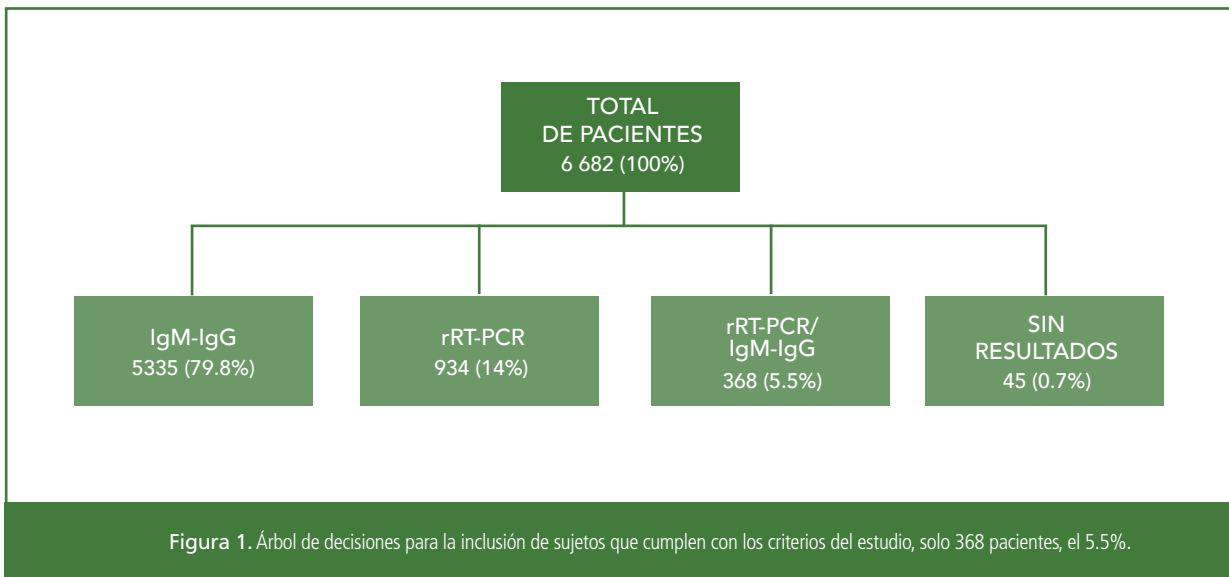 TOTAL
DE PACIENTES
6 682 (100%)
IgM-IgG
5335 (79.8%)
rRT-PCR
934 (14%)
rRT-PCR/
IgM-IgG
368 (5.5%)
SIN
RESULTADOS
45 (0.7%)
Figura 1. Árbol de decisiones para la inclusión de sujetos que cumplen con los criterios del estudio, solo 368 pacientes, el 5.5%.